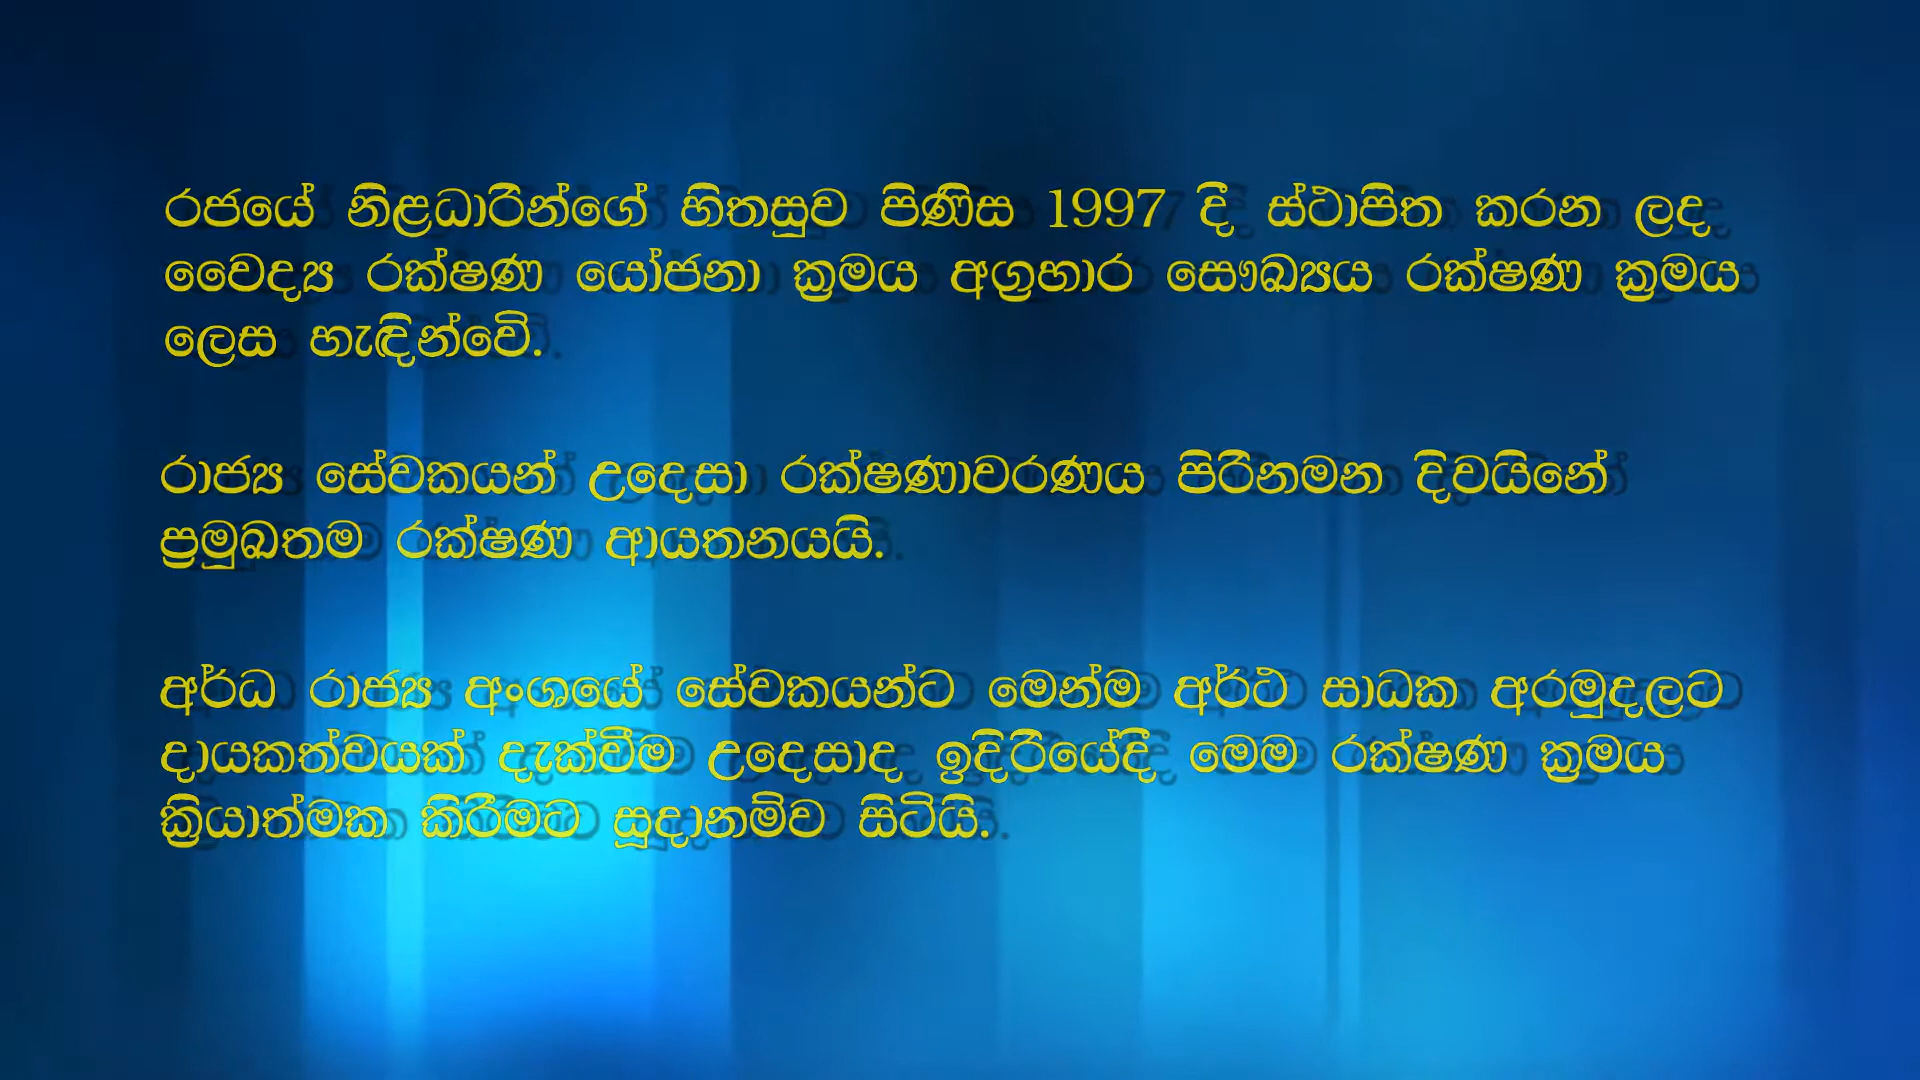 රජයේ නිළධාරීන්ගේ හිතසුව පිණිස 1997 දී ස්ථාපිත කරන ලද
වෛද්‍ය රක්ෂණ යෝජනා ක්‍රමය අග්‍රහාර සෞඛ්‍යය රක්ෂණ ක්‍රමය
ලෙස හැඳින්වේ.
රාජ්‍ය සේවකයන් උදෙසා රක්ෂණාවරණය පිරිනමන දිවයිනේ
ප්‍රමුඛතම රක්ෂණ ආයතනයයි.
අර්ධ රාජ්‍ය අංශයේ සේවකයන්ට මෙන්ම අර්ථ සාධක අරමුදලට
දායකත්වයක් දැක්වීම උදෙසාද ඉදිරියේදී මෙම රක්ෂණ ක්‍රමය
ක්‍රියාත්මක කිරීමට සූදානම්ව සිටියි.